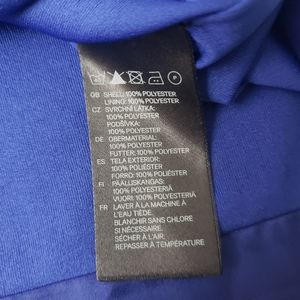 GB SHELL: 100% POLYESTER
LINING: 100% POLYESTER
CZ SVRCHNÍ LÁTKA:
100% POLYESTER
PODŠÍVKA:
100% POLYESTER
DE OBERMATERIAL:
100% POLYESTER
FUTTER: 100% POLYESTER
ES TELA EXTERIOR:
100% POLIÉSTER
FORRO: 100% POLIÉSTER
FI PÄÄLLISKANGAS:
100% POLYESTERIÄ
VUORI: 100% POLYESTERIÄ
FR LAVER À LA MACHINE À
L'EAU TIÈDE.
BLANCHIR SANS CHLORE
SI NÉCESSAIRE.
SÉCHER À L'AIR.
REPASSER À TEMPÉRATURE